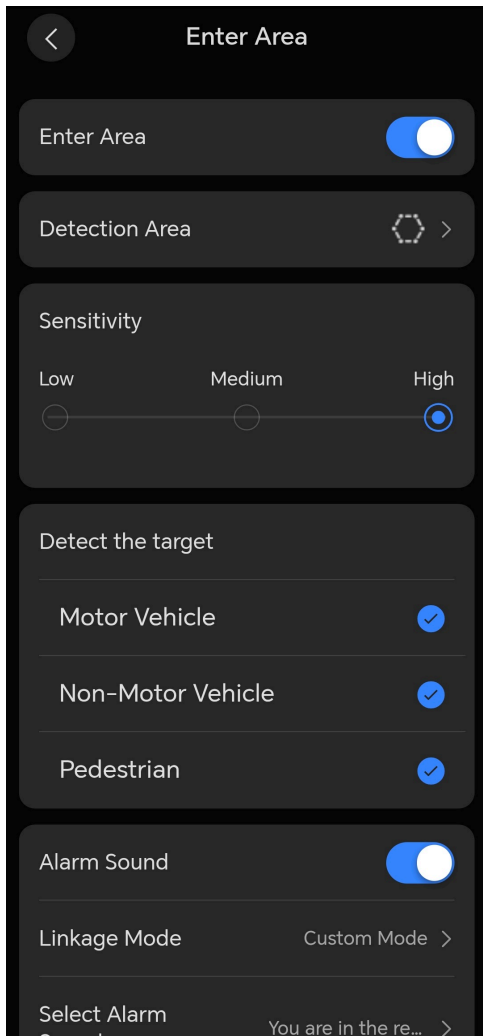 Enter Area
Enter Area
Detection Area
Sensitivity
Low Medium High
Detect the target
Motor Vehicle
Non-Motor Vehicle
Pedestrian
Alarm Sound
Linkage Mode Custom Mode
Select Alarm
You are in the re...